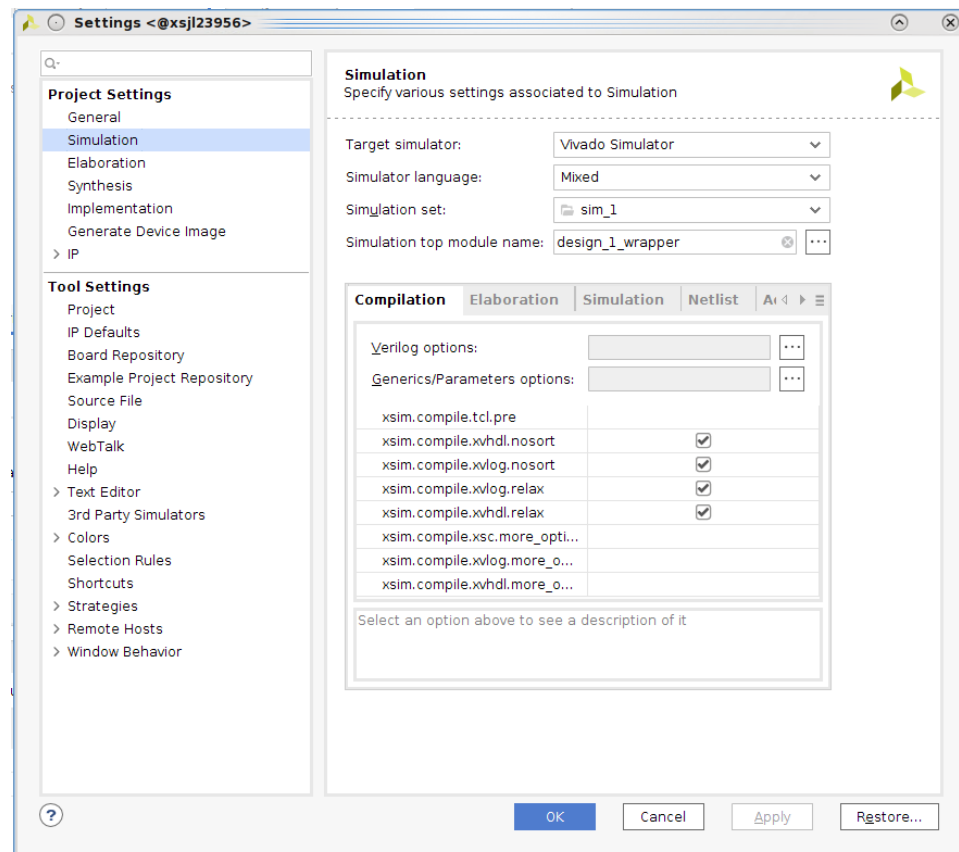 Settings <@xsjl23956>
Q-
Project Settings
General
Simulation
Elaboration
Synthesis
Implementation
Generate Device Image
> IP
Tool Settings
Project
IP Defaults
Board Repository
Example Project Repository
Source File
Display
WebTalk
Help
> Text Editor
3rd Party Simulators
> Colors
Selection Rules
Shortcuts
> Strategies
> Remote Hosts
> Window Behavior
Simulation
Specify various settings associated to Simulation
Target simulator: Vivado Simulator
Simulator language: Mixed
Simulation set: sim_1
Simulation top module name: design_1_wrapper ...
Compilation Elaboration Simulation Netlist
Verilog options: ...
Generics/Parameters options: ...
xsim.compile.tcl.pre
xsim.compile.xvhdl.nosort
xsim.compile.xvlog.nosort
xsim.compile.xvlog.relax
xsim.compile.xvhdl.relax
xsim.compile.xsc.more_opti...
xsim.compile.xvlog.more_o...
xsim.compile.xvhdl.more_o...
Select an option above to see a description of it
? OK Cancel Apply Restore...